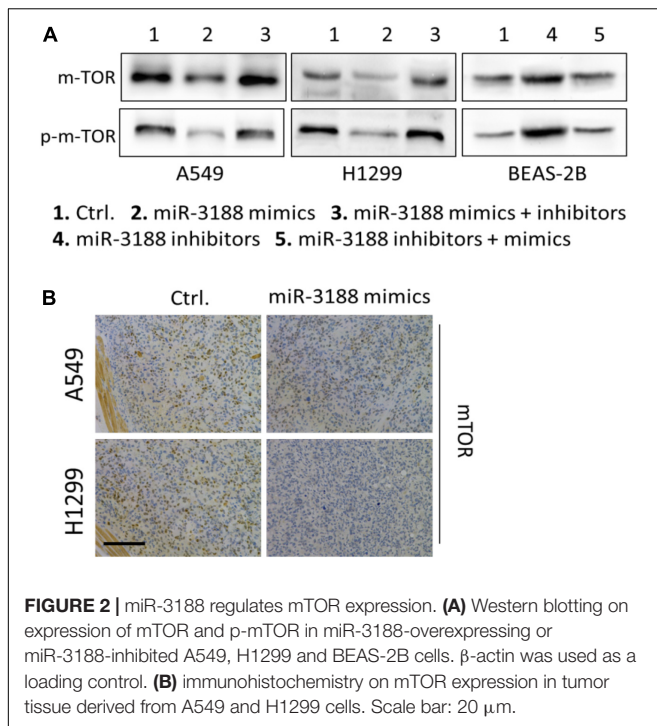 A
1 2 3 1 2 3 1 4 5
m-TOR
p-m-TOR
A549 H1299 BEAS-2B
1. Ctrl. 2. miR-3188 mimics 3. miR-3188 mimics + inhibitors
4. miR-3188 inhibitors 5. miR-3188 inhibitors + mimics
B
Ctrl. miR-3188 mimics
A549
H1299
mTOR
FIGURE 2 | miR-3188 regulates mTOR expression. (A) Western blotting on
expression of mTOR and p-mTOR in miR-3188-overexpressing or
miR-3188-inhibited A549, H1299 and BEAS-2B cells. β-actin was used as a
loading control. (B) immunohistochemistry on mTOR expression in tumor
tissue derived from A549 and H1299 cells. Scale bar: 20 μm.